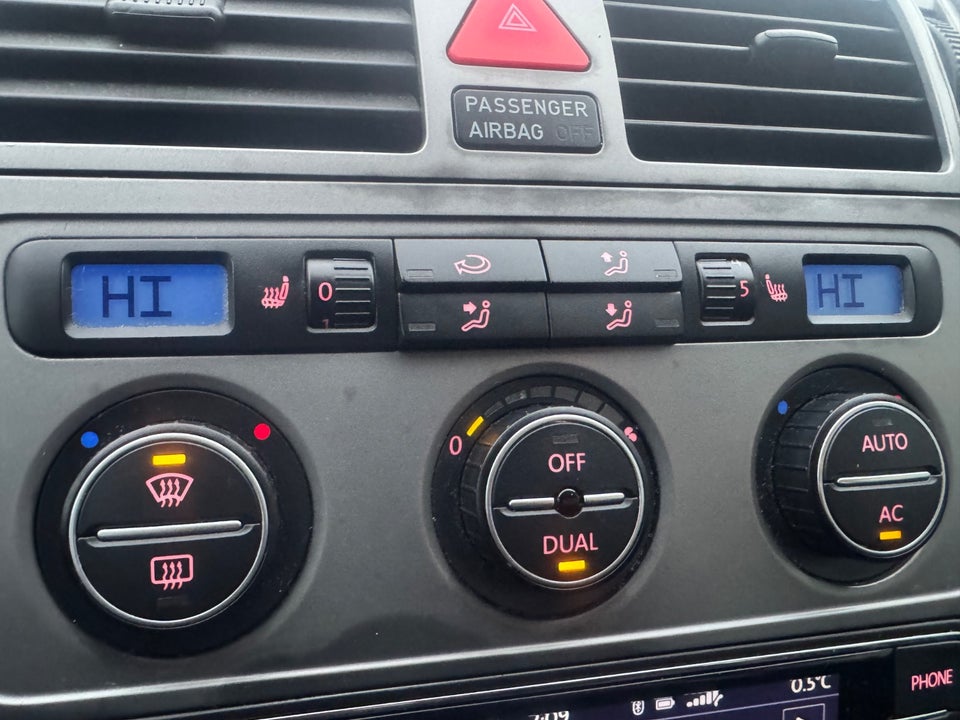 PASSENGER
AIRBAG OFF
HI 0 5 HI
1
0 OFF
DUAL
AUTO
AC
0.5°C
PHONE